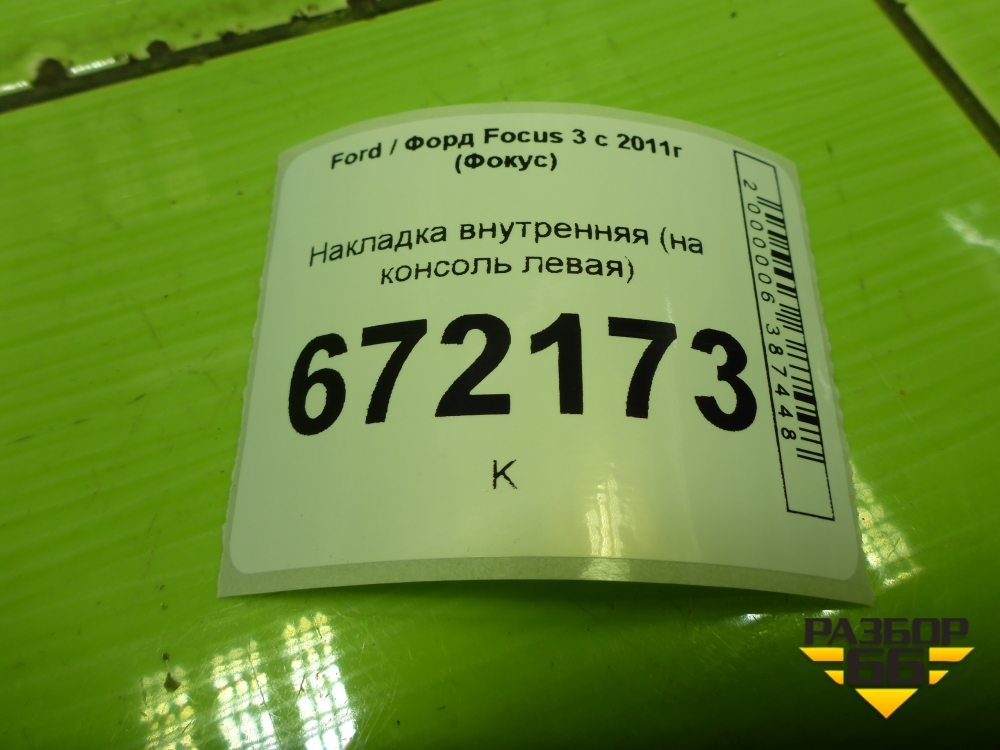 Ford / Форд Focus 3 с 2011г
(Фокус)
Накладка внутренняя (на
консоль левая)
672173
К
2000006387448
РАЗБОР
66